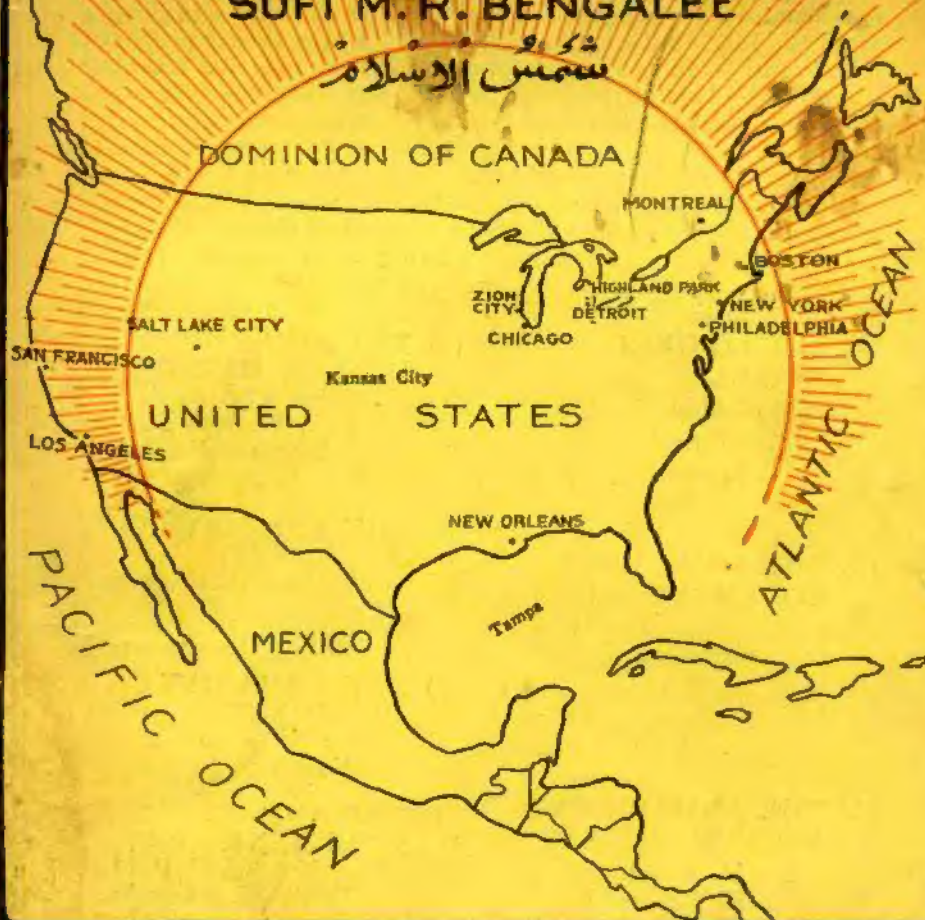 SUFI M. R. BENGALEE
شمس الاسلام
DOMINION OF CANADA
MONTREAL
BOSTON
HIGHLAND PARK
ZION CITY
DETROIT
NEW YORK
CHICAGO
PHILADELPHIA
SALT LAKE CITY
SAN FRANCISCO
Kansas City
UNITED STATES
LOS ANGELES
NEW ORLEANS
Tampa
MEXICO
ATLANTIC OCEAN
PACIFIC OCEAN